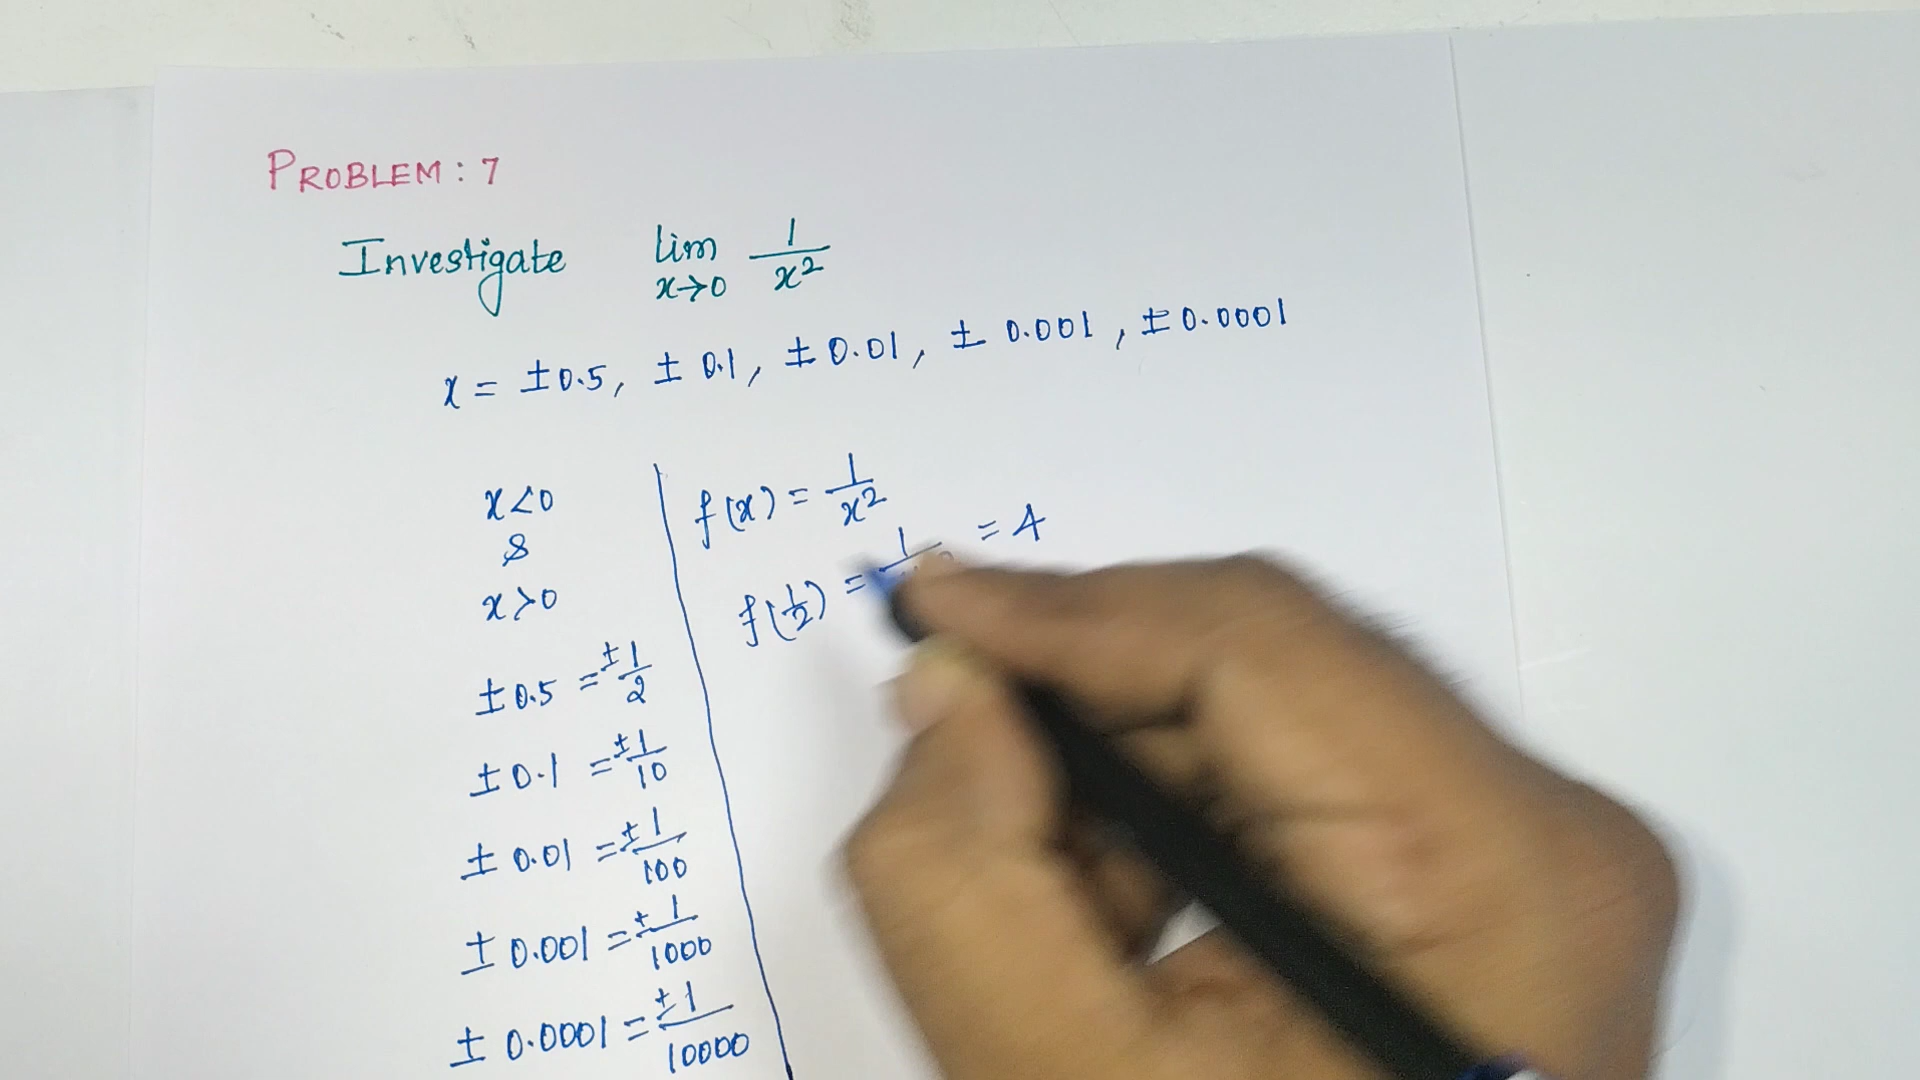 PROBLEM: 7
Investigate lim x→0 1/x²
x = ±0.5, ± 0.1, ± 0.01, ± 0.001, ± 0.0001
x<0
&
x>0
±0.5 = ±1/2
±0.1 = ±1/10
± 0.01 = ±1/100
± 0.001 = ±1/1000
± 0.0001 = ±1/10000
f(x) = 1/x²
f(1/2) = 1 = 4